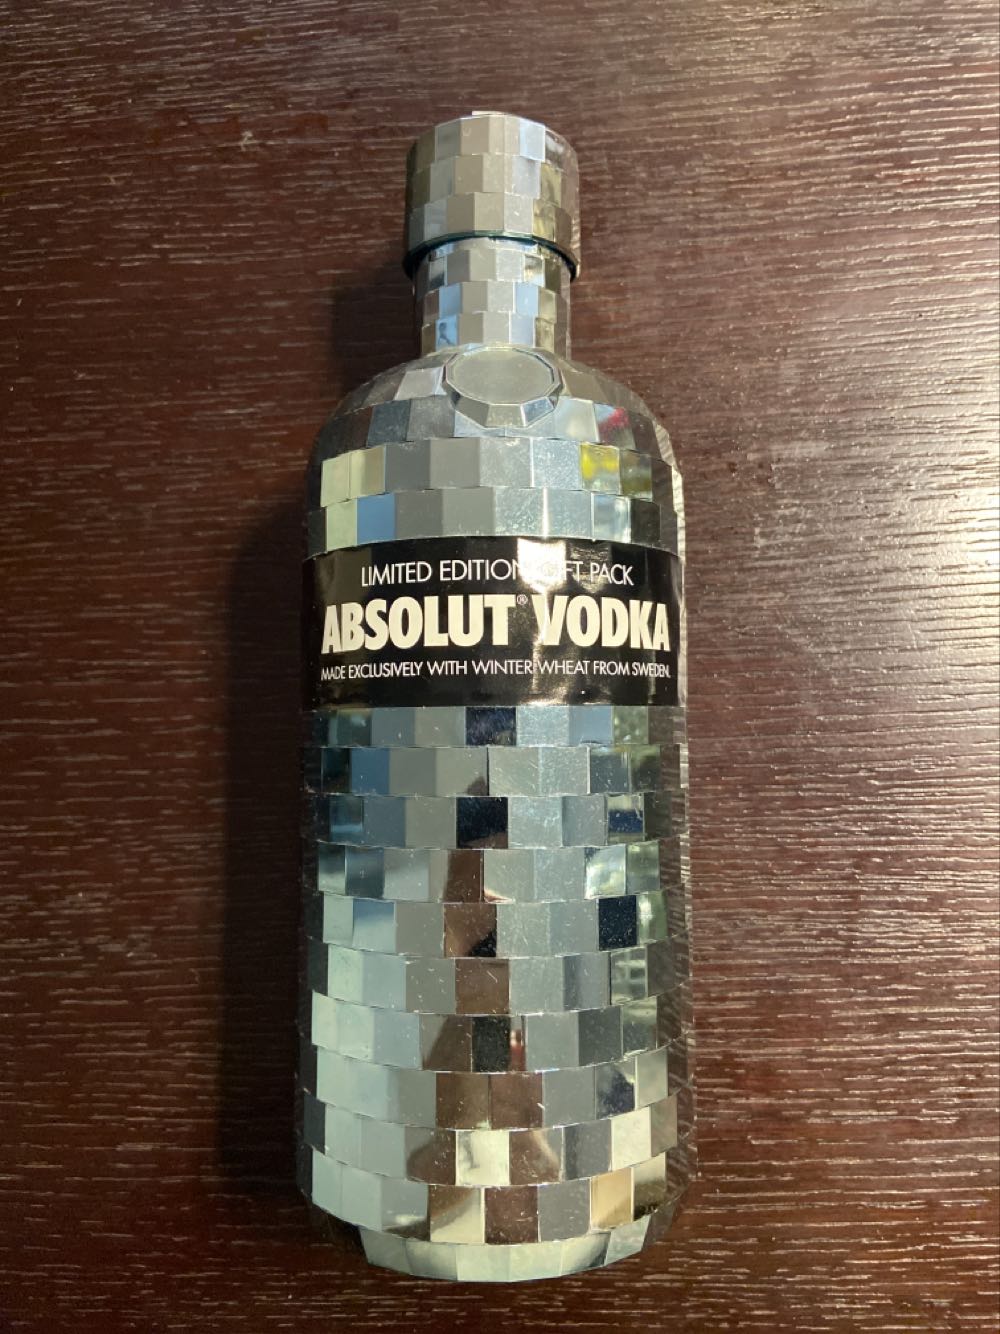 LIMITED EDITION GIFT PACK
ABSOLUT® VODKA
MADE EXCLUSIVELY WITH WINTER WHEAT FROM SWEDEN.